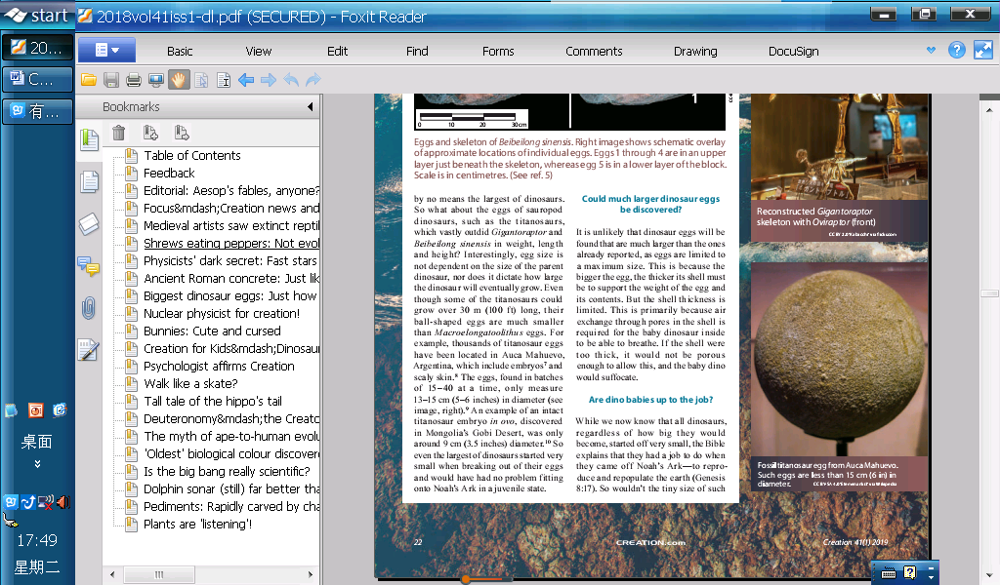 start
2018vol41iss1-dl.pdf (SECURED) - Foxit Reader
20...
C...
有...
桌面
17:49
星期二
Basic View Edit Find Forms Comments Drawing DocuSign
Bookmarks
Table of Contents
Feedback
Editorial: Aesop's fables, anyone?
Focus&mdash;Creation news and
Medieval artists saw extinct repti
Shrews eating peppers: Not evol
Physicists' dark secret: Fast stars
Ancient Roman concrete: Just lik
Biggest dinosaur eggs: Just how
Nuclear physicist for creation!
Bunnies: Cute and cursed
Creation for Kids&mdash;Dinosaur
Psychologist affirms Creation
Walk like a skate?
Tall tale of the hippo's tail
Deuteronomy&mdash;the Creato
The myth of ape-to-human evolu
'Oldest' biological colour discover
Is the big bang really scientific?
Dolphin sonar (still) far better tha
Pediments: Rapidly carved by cha
Plants are 'listening'!
0 10 20 30cm
1
Eggs and skeleton of Beibeilong sinensis. Right image shows schematic overlay
of approximate locations of individual eggs. Eggs 1 through 4 are in an upper
layer just beneath the skeleton, whereas egg 5 is in a lower layer of the block.
Scale is in centimetres. (See ref. 5)
by no means the largest of dinosaurs.
So what about the eggs of sauropod
dinosaurs, such as the titanosaurs,
which vastly outdid Gigantoraptor and
Beibeilong sinensis in weight, length
and height? Interestingly, egg size is
not dependent on the size of the parent
dinosaur, nor does it dictate how large
the dinosaur will eventually grow. Even
though some of the titanosaurs could
grow over 30 m (100 ft) long, their
ball-shaped eggs are much smaller
than Macroelongatoolithus eggs. For
example, thousands of titanosaur eggs
have been located in Auca Mahuevo,
Argentina, which include embryos⁷ and
scaly skin.⁸ The eggs, found in batches
of 15–40 at a time, only measure
13–15 cm (5–6 inches) in diameter (see
image, right).⁹ An example of an intact
titanosaur embryo in ovo, discovered
in Mongolia's Gobi Desert, was only
around 9 cm (3.5 inches) diameter.¹⁰ So
even the largest of dinosaurs started very
small when breaking out of their eggs
and would have had no problem fitting
onto Noah's Ark in a juvenile state.
Could much larger dinosaur eggs
be discovered?
It is unlikely that dinosaur eggs will be
found that are much larger than the ones
already reported, as eggs are limited to
a maximum size. This is because the
bigger the egg, the thicker its shell must
be to support the weight of the egg and
its contents. But the shell thickness is
limited. This is primarily because air
exchange through pores in the shell is
required for the baby dinosaur inside
to be able to breathe. If the shell were
too thick, it would not be porous
enough to allow this, and the baby dino
would suffocate.
Are dino babies up to the job?
While we now know that all dinosaurs,
regardless of how big they would
become, started off very small, the Bible
explains that they had a job to do when
they came off Noah's Ark—to repro-
duce and repopulate the earth (Genesis
8:17). So wouldn't the tiny size of such
Reconstructed Gigantoraptor
skeleton with Oviraptor (front)
Fossil titanosaur egg from Auca Mahuevo.
Such eggs are less than 15 cm (6 in) in
diameter.
22
CREATION.com
Creation 41(1) 2019